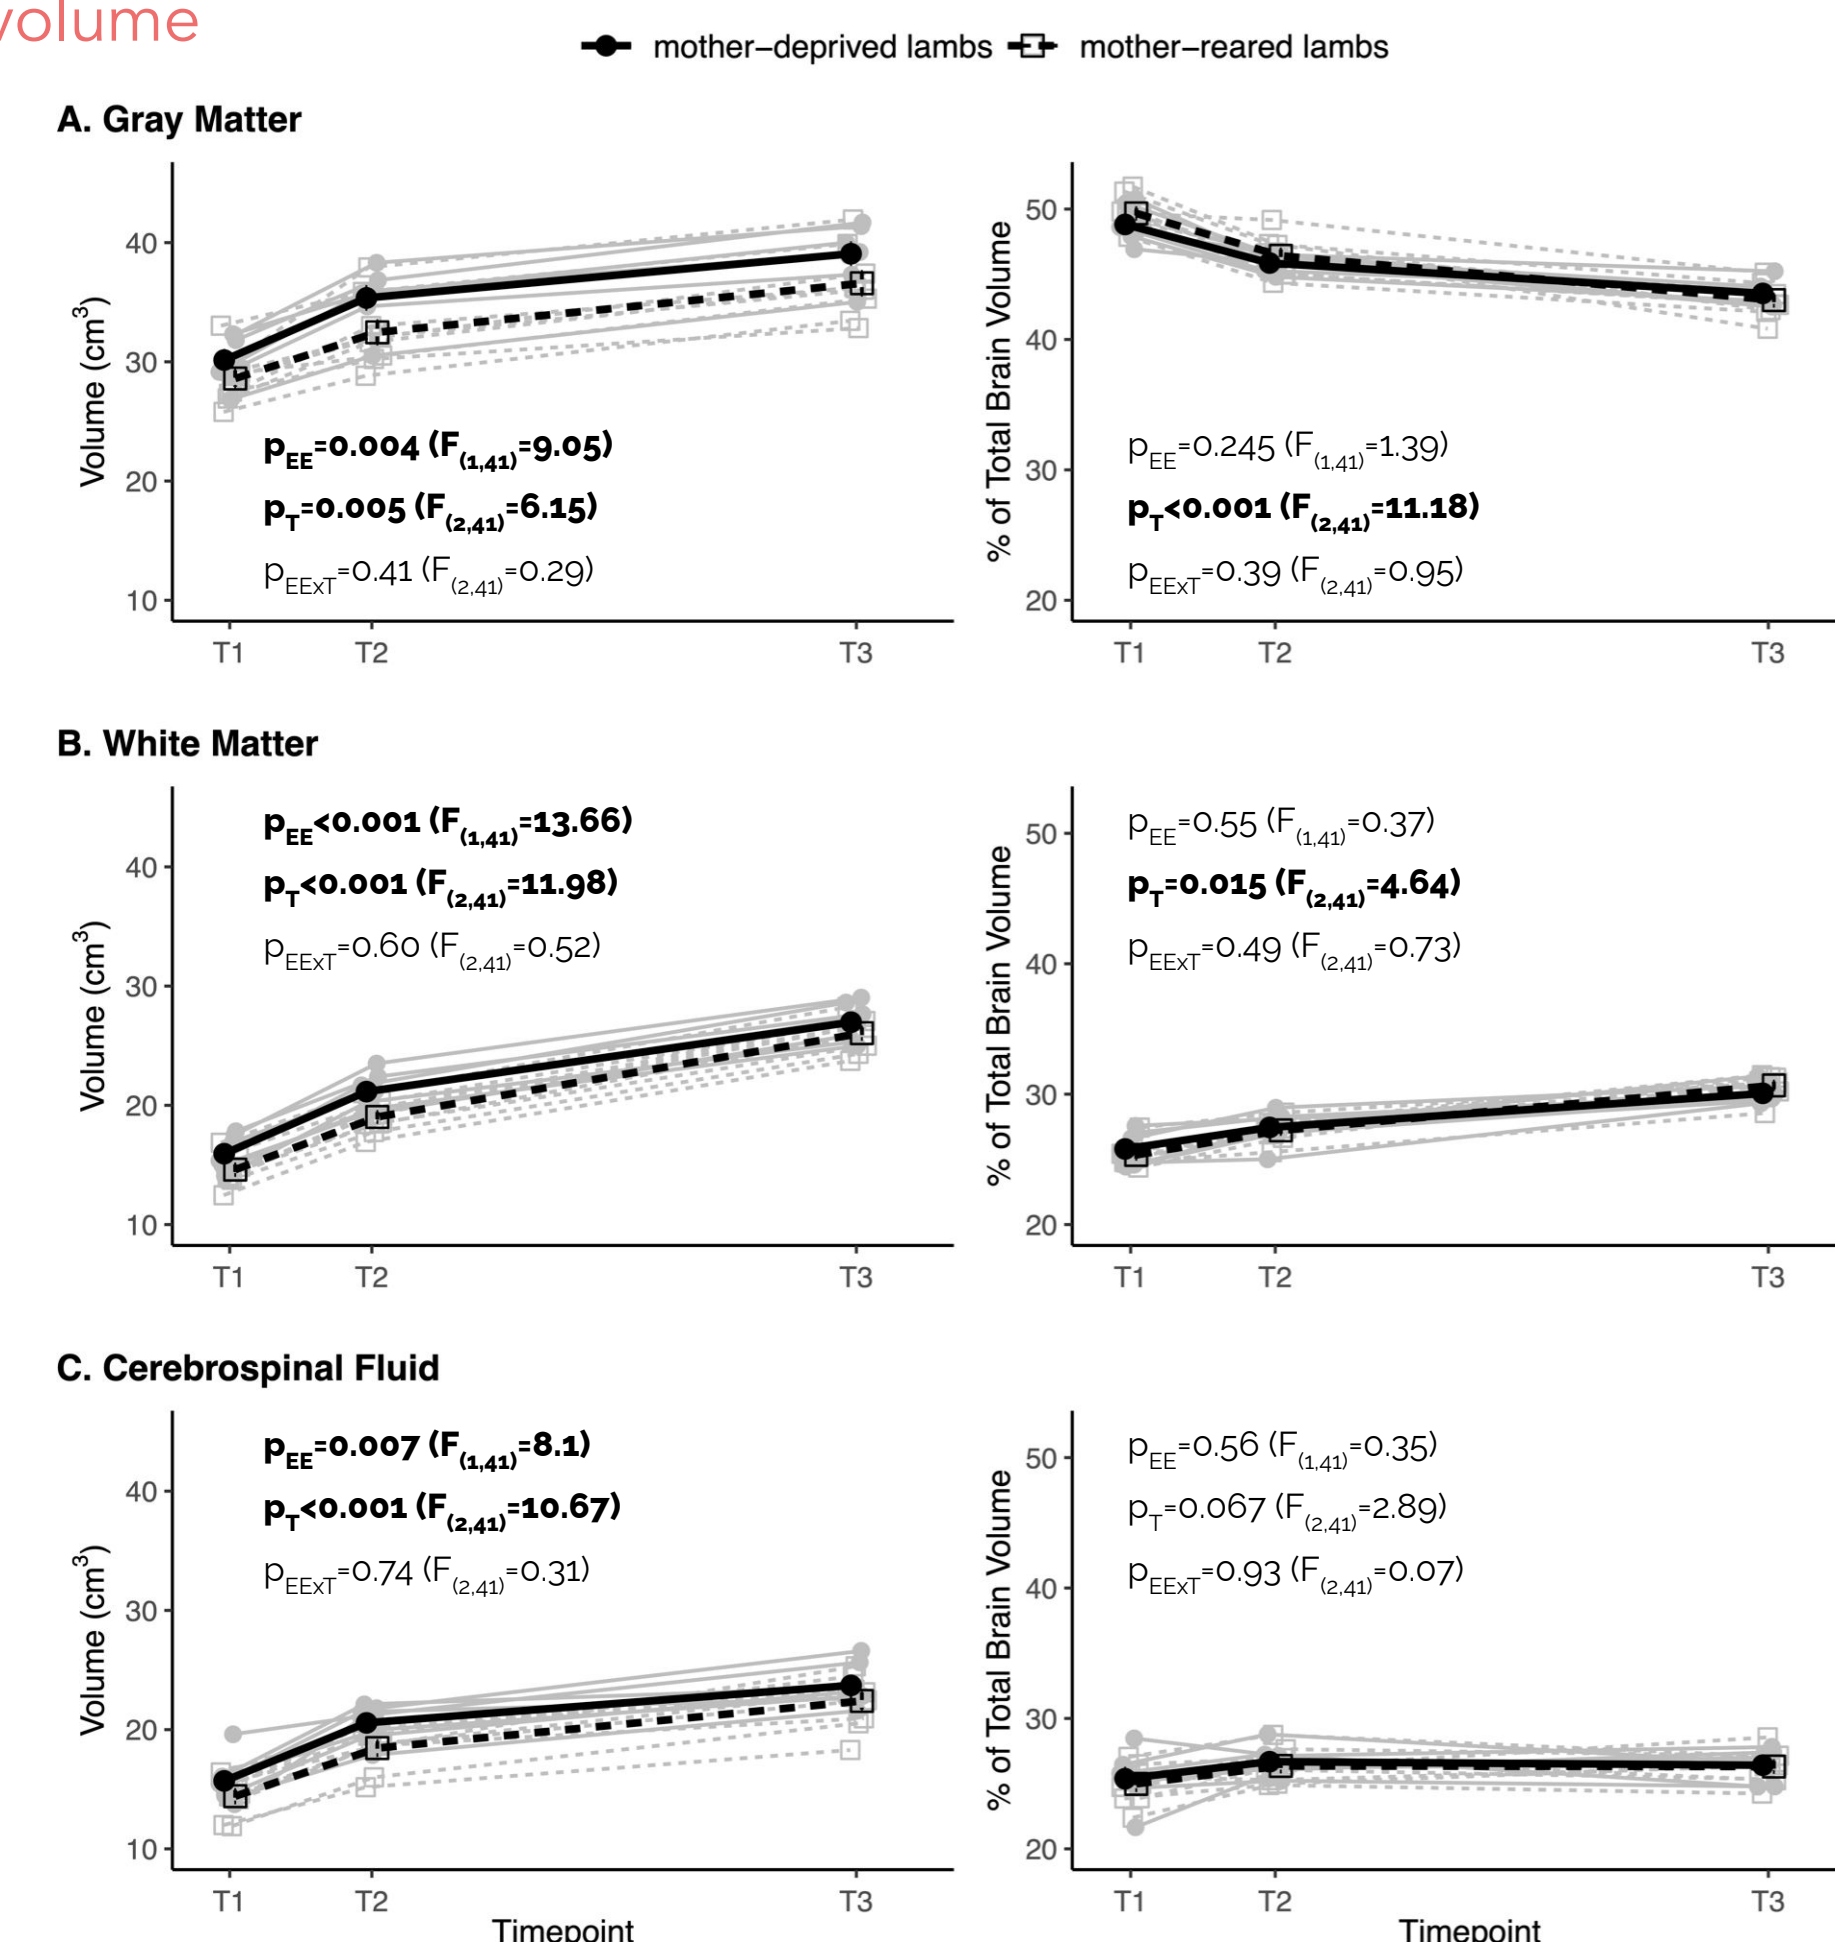 volume
mother–deprived lambs mother–reared lambs
A. Gray Matter
Volume (cm³)
40
30
20
10
pEE=0.004 (F(1,41)=9.05)
pT=0.005 (F(2,41)=6.15)
pEExT=0.41 (F(2,41)=0.29)
T1 T2 T3
% of Total Brain Volume
50
40
30
20
pEE=0.245 (F(1,41)=1.39)
pT<0.001 (F(2,41)=11.18)
pEExT=0.39 (F(2,41)=0.95)
T1 T2 T3
B. White Matter
Volume (cm³)
40
30
20
10
pEE<0.001 (F(1,41)=13.66)
pT<0.001 (F(2,41)=11.98)
pEExT=0.60 (F(2,41)=0.52)
T1 T2 T3
% of Total Brain Volume
50
40
30
20
pEE=0.55 (F(1,41)=0.37)
pT=0.015 (F(2,41)=4.64)
pEExT=0.49 (F(2,41)=0.73)
T1 T2 T3
C. Cerebrospinal Fluid
Volume (cm³)
40
30
20
10
pEE=0.007 (F(1,41)=8.1)
pT<0.001 (F(2,41)=10.67)
pEExT=0.74 (F(2,41)=0.31)
T1 T2 T3
Timepoint
% of Total Brain Volume
50
40
30
20
pEE=0.56 (F(1,41)=0.35)
pT=0.067 (F(2,41)=2.89)
pEExT=0.93 (F(2,41)=0.07)
T1 T2 T3
Timepoint